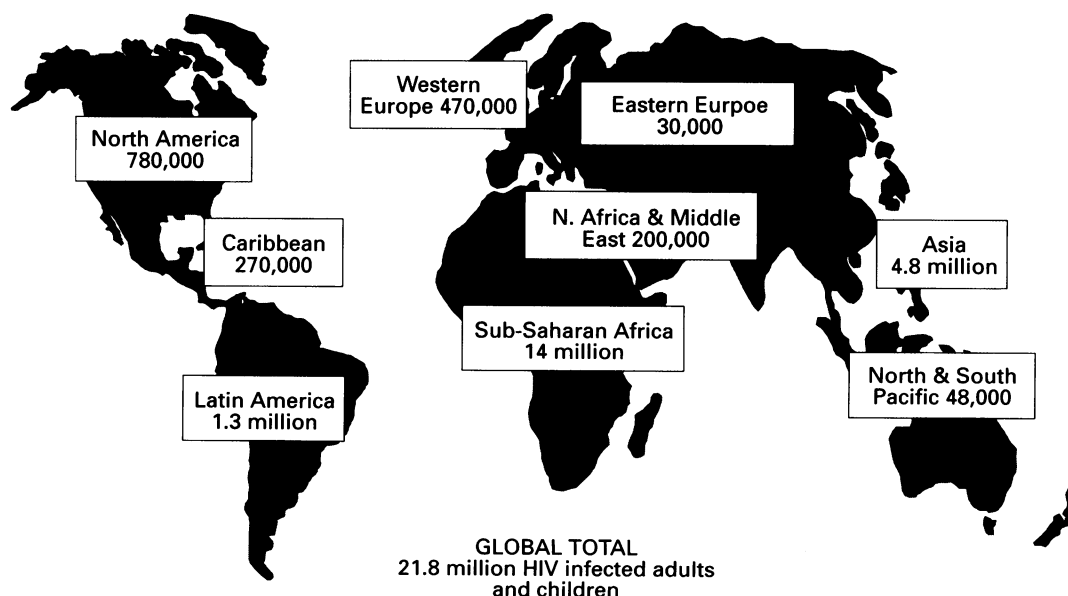 Western
Europe 470,000
Eastern Eurpoe
30,000
North America
780,000
N. Africa & Middle
East 200,000
Caribbean
270,000
Asia
4.8 million
Sub-Saharan Africa
14 million
North & South
Pacific 48,000
Latin America
1.3 million
GLOBAL TOTAL
21.8 million HIV infected adults
and children